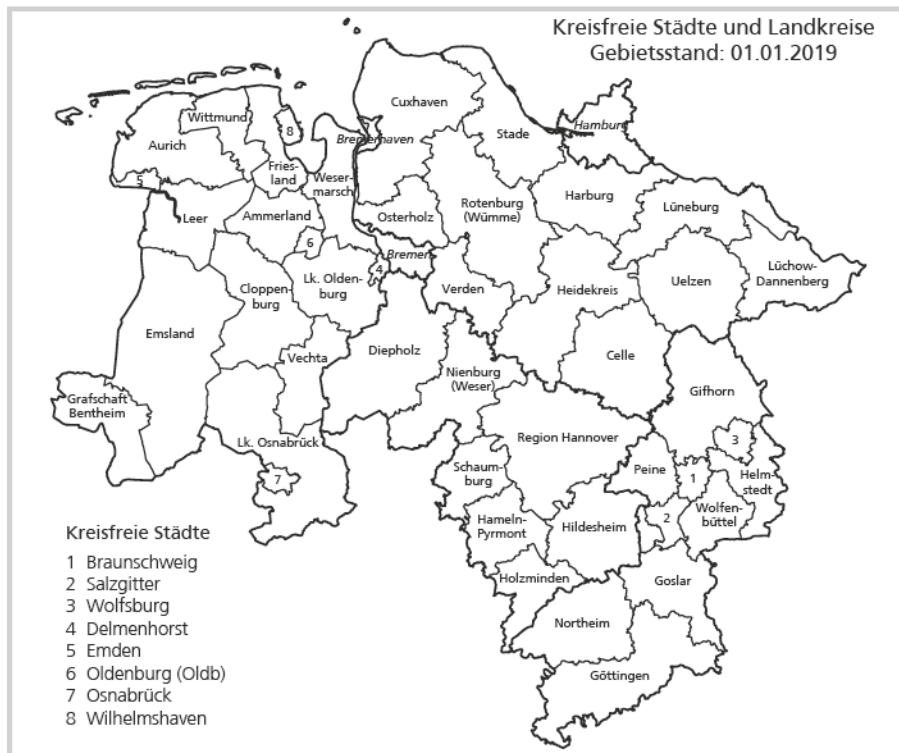 Kreisfreie Städte und Landkreise
Gebietsstand: 01.01.2019
Cuxhaven
Wittmund
8
Stade
Hamburg
Aurich
Bremerhaven
Fries-
land
5
Weser-
marsch
Harburg
Leer
Ammerland
Osterholz
Rotenburg
(Wümme)
Lüneburg
6
Bremen
4
Lk. Olden-
burg
Cloppen-
burg
Verden
Heidekreis
Uelzen
Lüchow-
Dannenberg
Emsland
Vechta
Diepholz
Nienburg
(Weser)
Celle
Gifhorn
Grafschaft
Bentheim
Lk. Osnabrück
7
Region Hannover
3
Schaum-
burg
Peine
1
Helm-
stedt
Hameln-
Pyrmont
Hildesheim
2
Wolfen-
büttel
Holzminden
Goslar
Northeim
Göttingen
Kreisfreie Städte
1 Braunschweig
2 Salzgitter
3 Wolfsburg
4 Delmenhorst
5 Emden
6 Oldenburg (Oldb)
7 Osnabrück
8 Wilhelmshaven